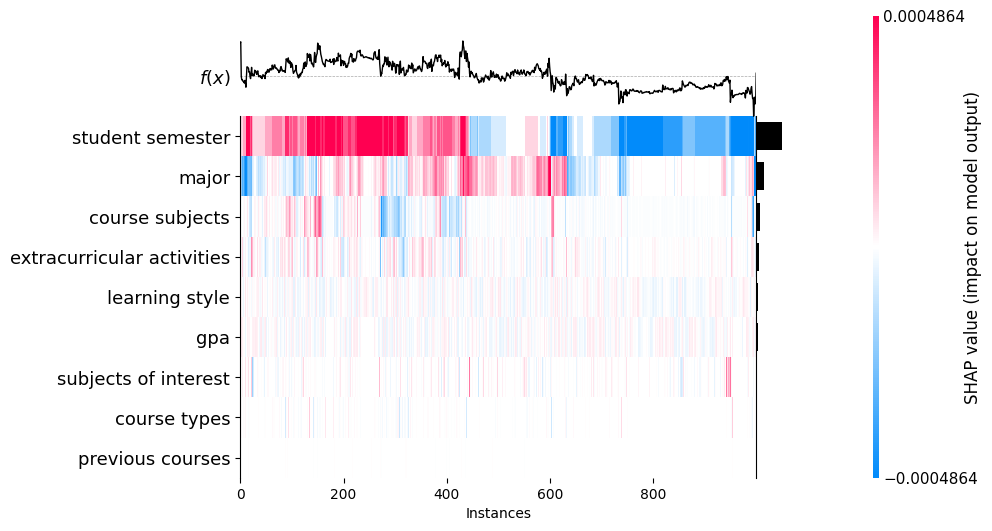 0.0004864
f(x)
student semester
major
course subjects
extracurricular activities
learning style
gpa
subjects of interest
course types
previous courses
SHAP value (impact on model output)
−0.0004864
0 200 400 600 800
Instances